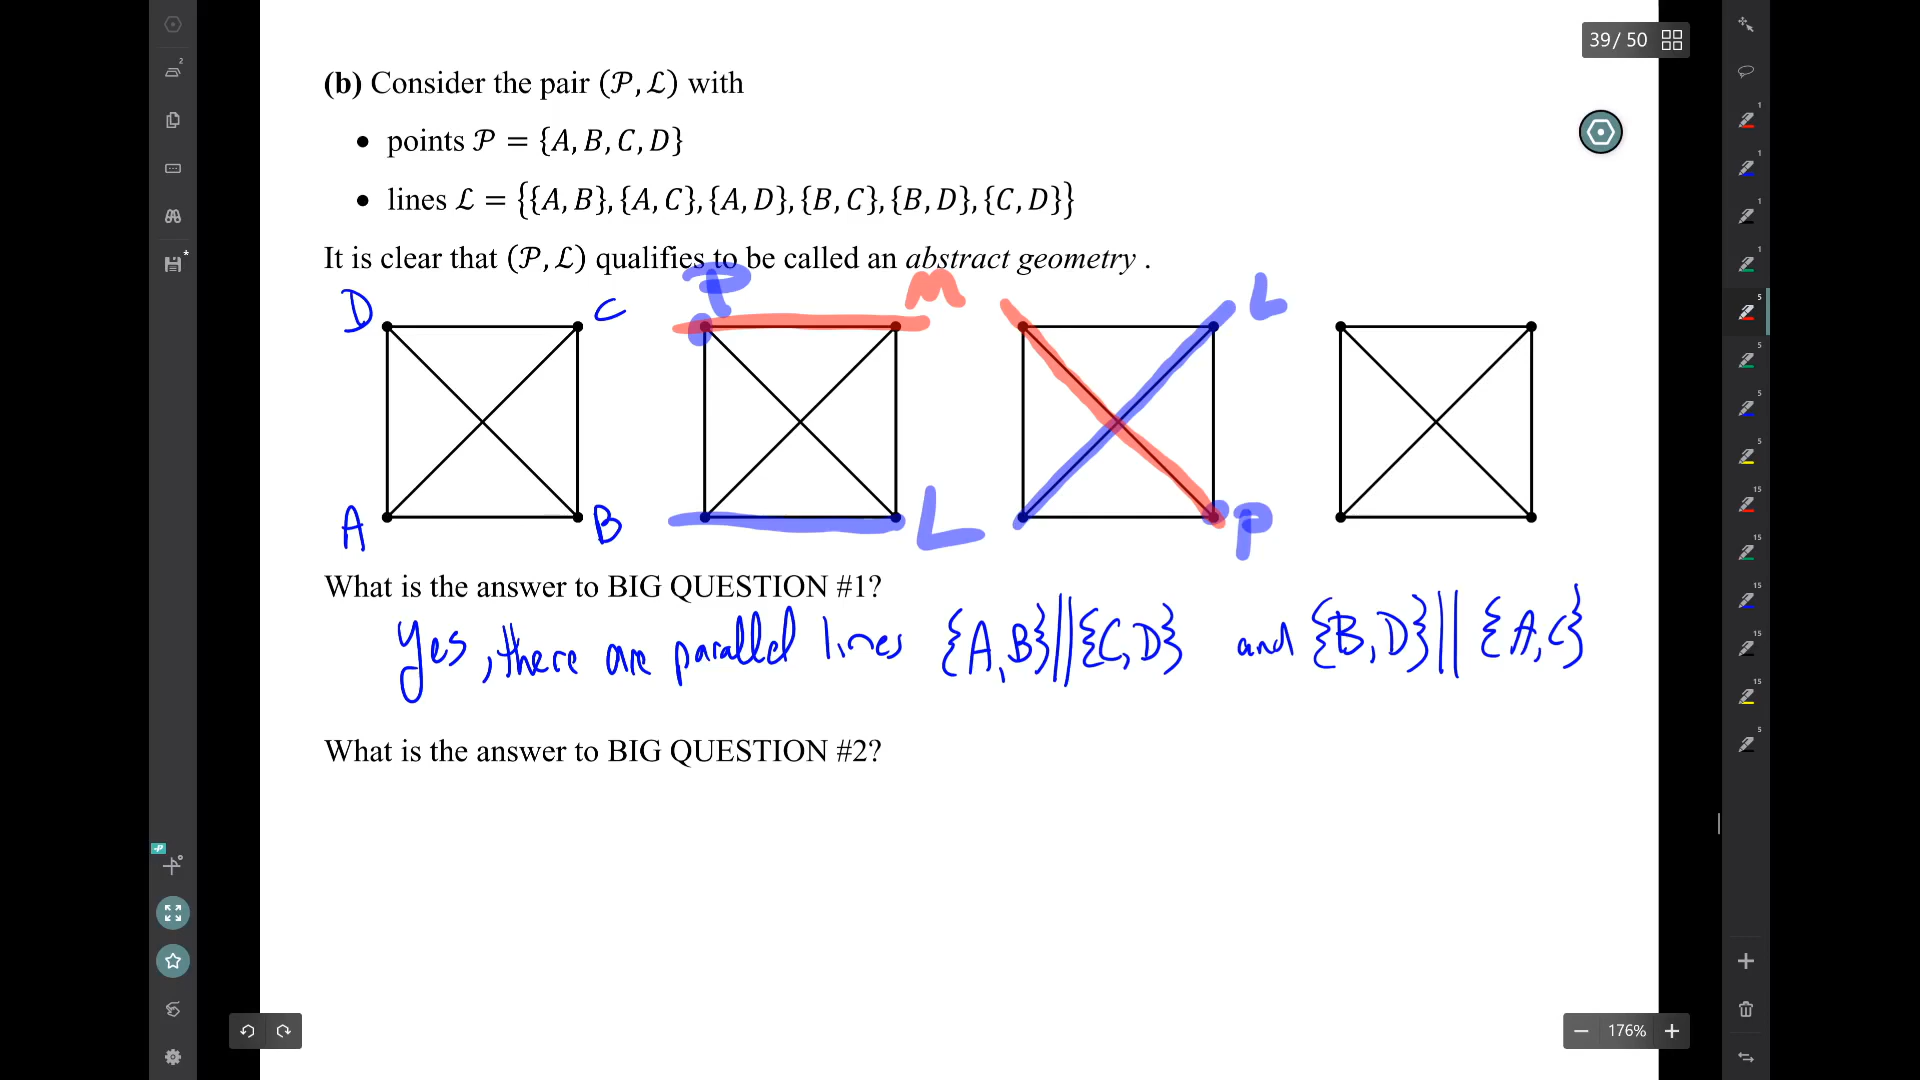 39/ 50
(b) Consider the pair (𝒫, ℒ) with
• points 𝒫 = {A, B, C, D}
• lines ℒ = {{A, B}, {A, C}, {A, D}, {B, C}, {B, D}, {C, D}}
It is clear that (𝒫, ℒ) qualifies to be called an abstract geometry .
D C P M L
A B L P
What is the answer to BIG QUESTION #1?
Yes, there are parallel lines {A, B} || {C, D} and {B, D} || {A, C}
What is the answer to BIG QUESTION #2?
176%